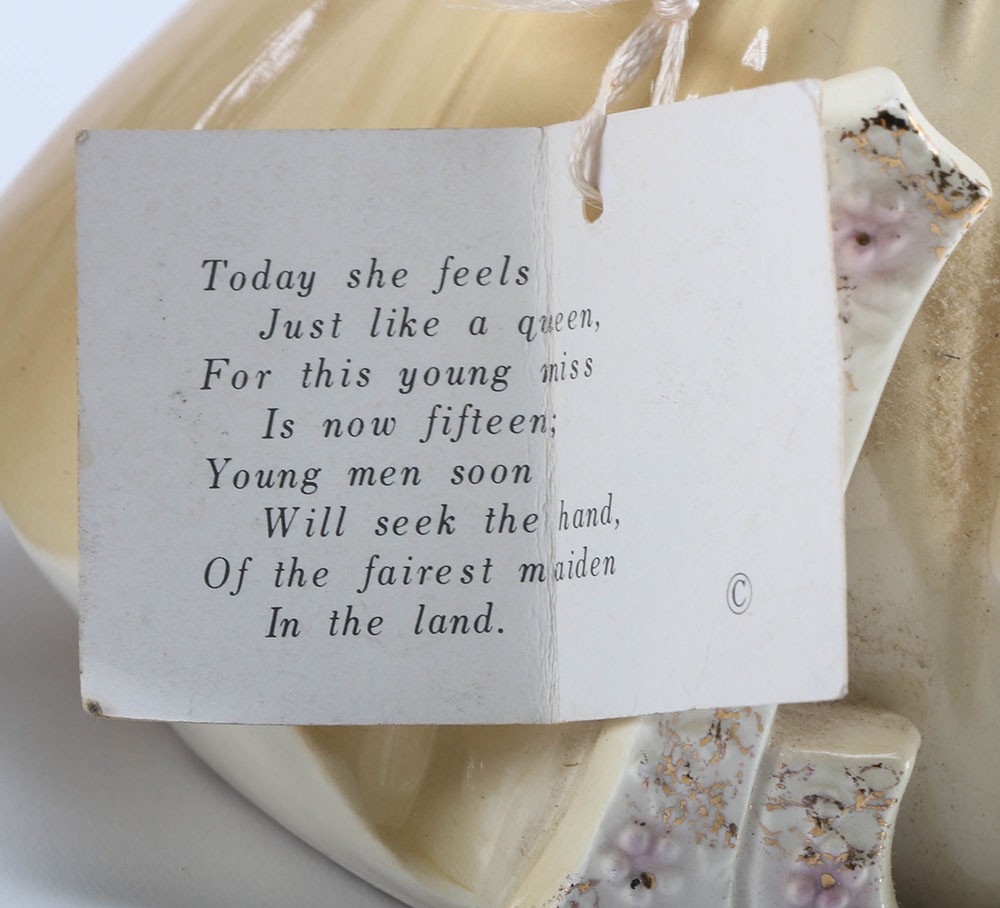 Today she feels
Just like a queen,
For this young miss
Is now fifteen;
Young men soon
Will seek the hand,
Of the fairest maiden
In the land.
©